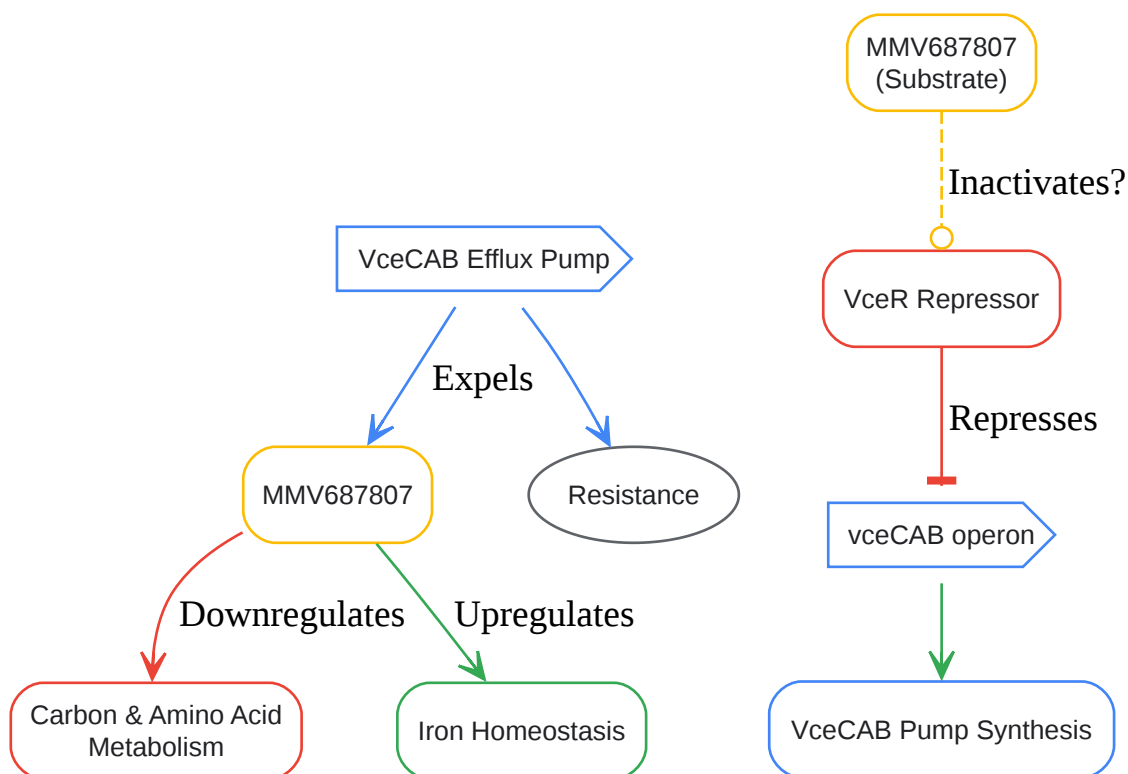 MMV687807
(Substrate)
Inactivates?
VceCAB Efflux Pump
VceR Repressor
Expels
Represses
MMV687807
Resistance
vceCAB operon
Downregulates
Upregulates
Carbon & Amino Acid
Metabolism
Iron Homeostasis
VceCAB Pump Synthesis